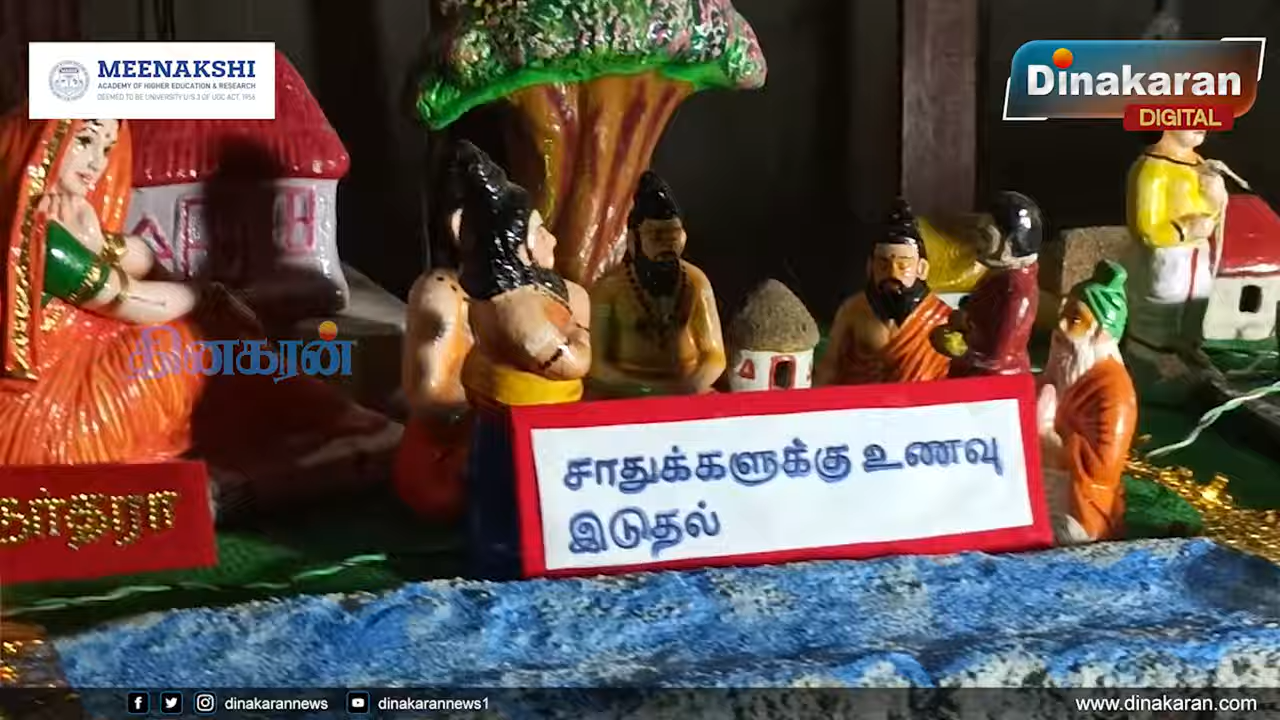 MEENAKSHI
ACADEMY OF HIGHER EDUCATION & RESEARCH
DEEMED TO BE UNIVERSITY U/S 3 OF UGC ACT, 1956
Dinakaran
DIGITAL
தினகரன்
சாதுக்களுக்கு உணவு
இடுதல்
dinakarannews
dinakarannews1
www.dinakaran.com